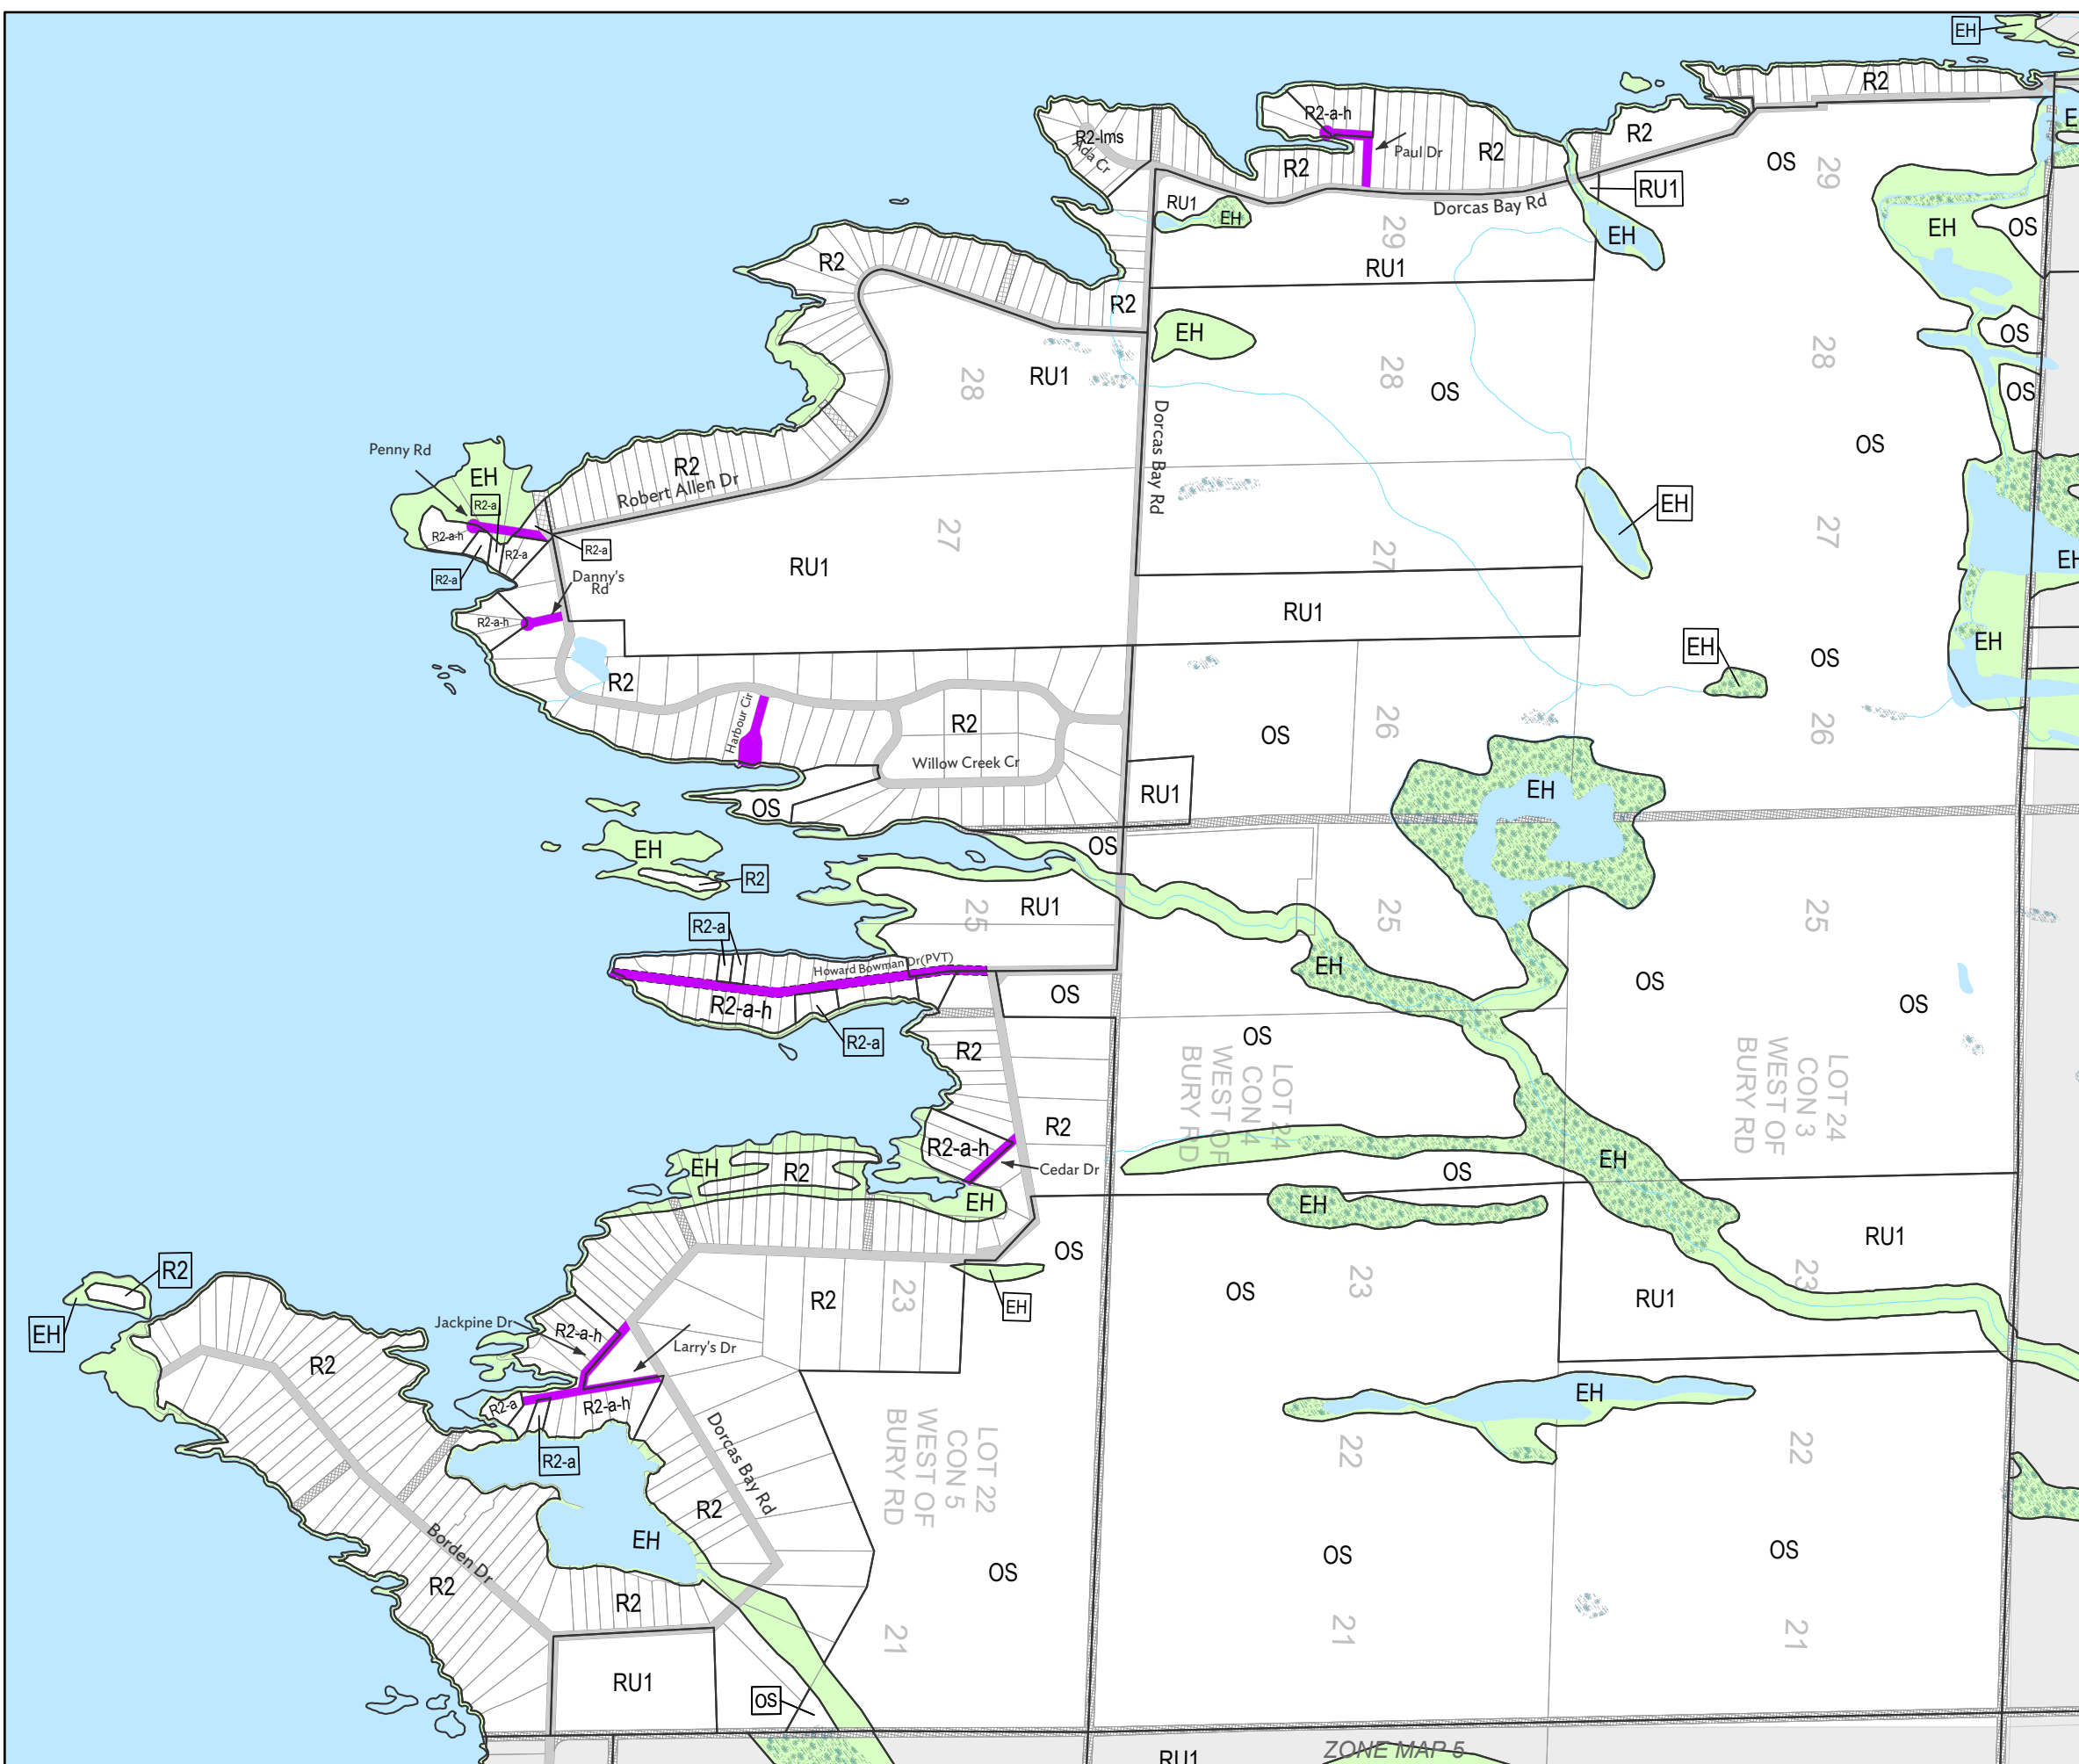 EH
R2
R2-a-h
R2-lms
Ada Cr
Paul Dr
R2
R2
R2
OS
29
E
RU1
RU1
EH
Dorcas Bay Rd
29
EH
EH
OS
R2
RU1
R2
EH
OS
28
RU1
28
OS
28
OS
Dorcas Bay Rd
OS
Penny Rd
R2
EH
Robert Allen Dr
R2-a
EH
R2-a-h
R2-a
R2-a
27
27
27
EH
R2-a
Danny's
Rd
RU1
RU1
R2-a-h
EH
EH
OS
R2
Harbour Cir
R2
OS
26
26
Willow Creek Cr
EH
RU1
OS
EH
OS
R2
RU1
25
25
25
R2-a
Howard Bowman Dr(PVT)
EH
OS
OS
OS
R2-a-h
R2-a
OS
R2
LOT 24
CON 4
WEST OF
BURY RD
LOT 24
CON 3
WEST OF
BURY RD
R2
R2-a-h
Cedar Dr
EH
R2
EH
OS
EH
EH
OS
RU1
R2
EH
OS
23
23
23
R2
RU1
EH
Jackpine Dr
R2-a-h
Larry's Dr
R2
R2-a
R2-a-h
EH
R2-a
Dorcas Bay Rd
LOT 22
CON 5
WEST OF
BURY RD
22
22
R2
EH
Borden Dr
R2
R2
OS
OS
OS
21
21
21
RU1
OS
RU1
ZONE MAP 5